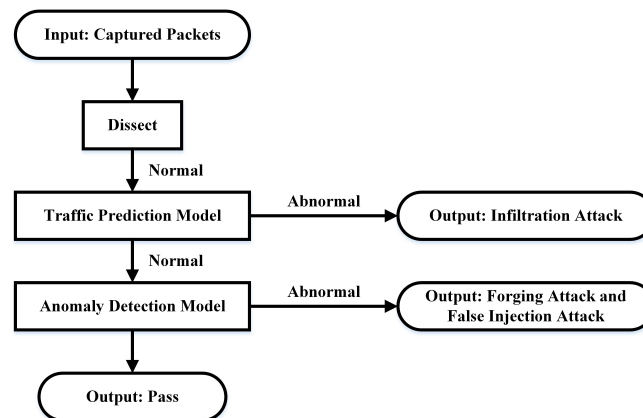 Input: Captured Packets
Dissect
Normal
Traffic Prediction Model
Abnormal
Output: Infiltration Attack
Normal
Anomaly Detection Model
Abnormal
Output: Forging Attack and
False Injection Attack
Output: Pass